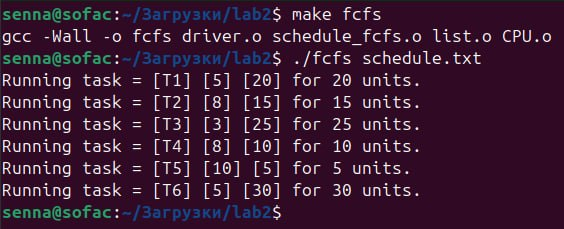 senna@sofac:~/Загрузки/lab2$ make fcfs
gcc -Wall -o fcfs driver.o schedule_fcfs.o list.o CPU.o
senna@sofac:~/Загрузки/lab2$ ./fcfs schedule.txt
Running task = [T1] [5] [20] for 20 units.
Running task = [T2] [8] [15] for 15 units.
Running task = [T3] [3] [25] for 25 units.
Running task = [T4] [8] [10] for 10 units.
Running task = [T5] [10] [5] for 5 units.
Running task = [T6] [5] [30] for 30 units.
senna@sofac:~/Загрузки/lab2$